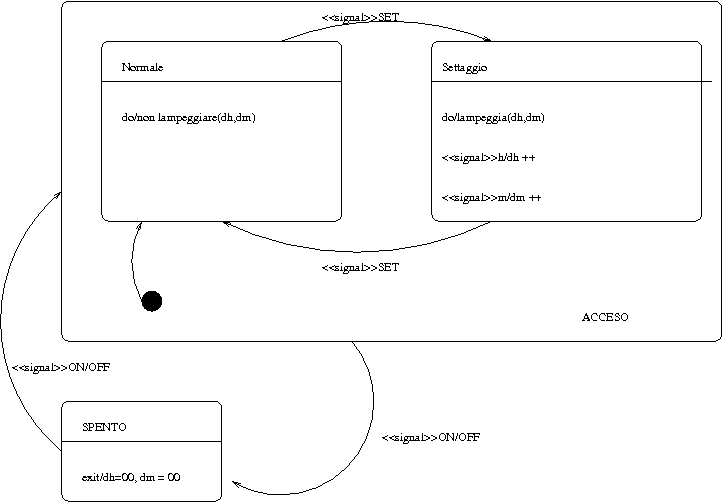 <<signal>>SET
Normale
Settaggio
do/non lampeggiare(dh,dm)
do/lampeggia(dh,dm)
<<signal>>h/dh ++
<<signal>>m/dm ++
<<signal>>SET
ACCESO
<<signal>>ON/OFF
SPENTO
<<signal>>ON/OFF
exit/dh=00, dm = 00